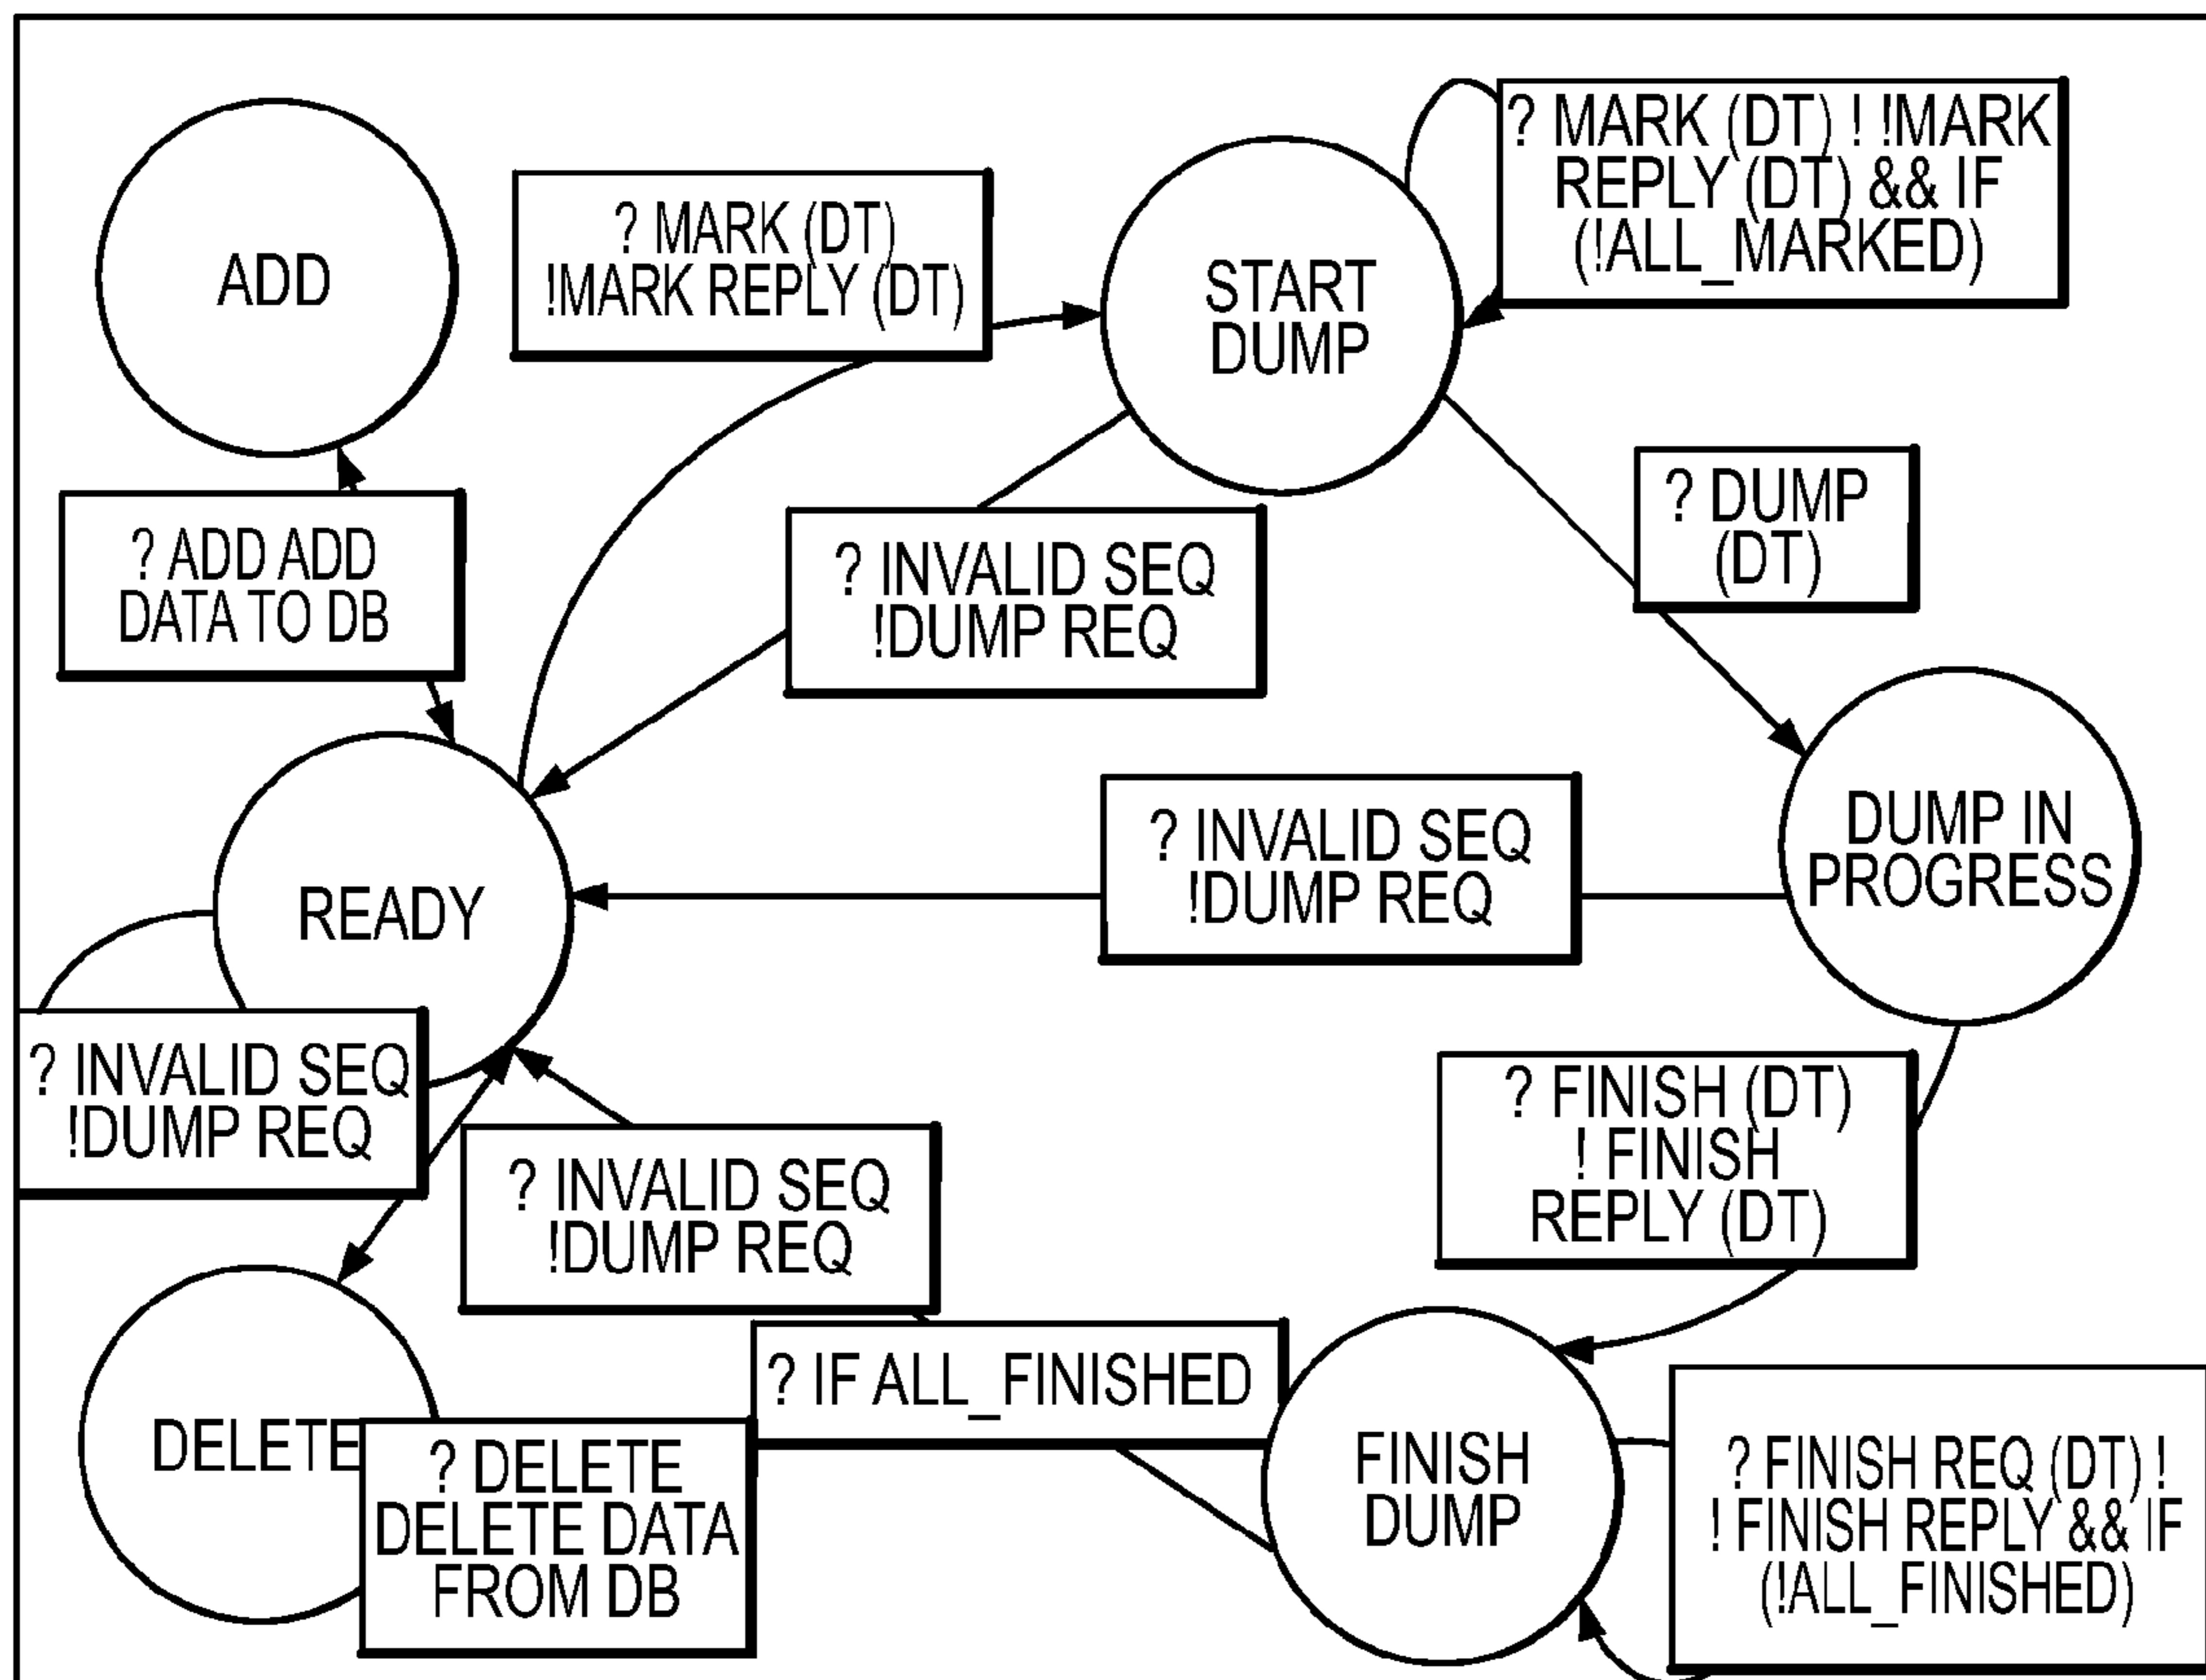 ADD
? MARK (DT)
!MARK REPLY (DT)
START
DUMP
? MARK (DT) ! !MARK
REPLY (DT) && IF
(!ALL_MARKED)
? ADD ADD
DATA TO DB
? INVALID SEQ
!DUMP REQ
? DUMP
(DT)
READY
? INVALID SEQ
!DUMP REQ
DUMP IN
PROGRESS
? INVALID SEQ
!DUMP REQ
? INVALID SEQ
!DUMP REQ
? FINISH (DT)
! FINISH
REPLY (DT)
DELETE
? DELETE
DELETE DATA
FROM DB
? IF ALL_FINISHED
FINISH
DUMP
? FINISH REQ (DT) !
! FINISH REPLY && IF
(!ALL_FINISHED)